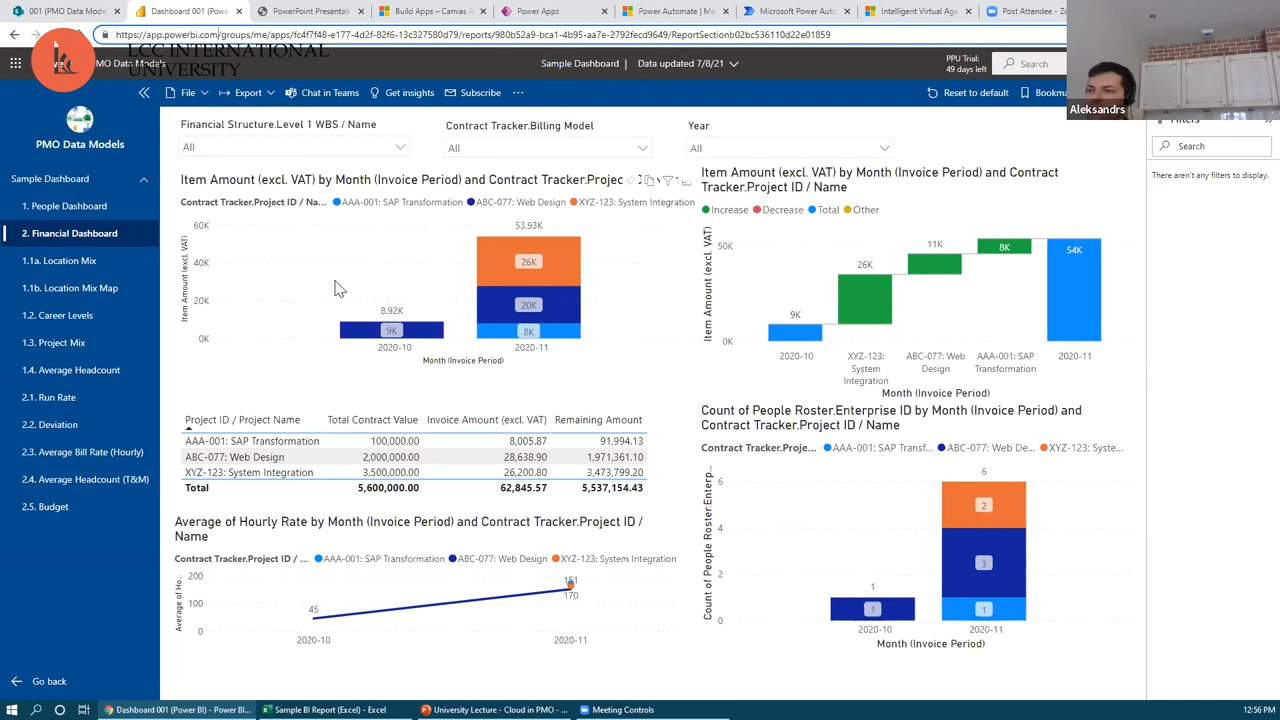 001 (PMO Data Models
Dashboard 001 (Power B
PowerPoint Presentati
Build Apps – Canvas A
Power Apps
Power Automate | Mic
Microsoft Power Auto
Intelligent Virtual Agent
Post Attendee - Zoom
https://app.powerbi.com/groups/me/apps/fc4f7f48-e177-4d2f-82f6-13c327580d79/reports/980b52a9-bca1-4b95-aa7e-2792fecd9649/ReportSectionb02bc536110d22e01859
LCC INTERNATIONAL
UNIVERSITY
PMO Data Models
Sample Dashboard | Data updated 7/8/21
PPU Trial:
49 days left
Search
Aleksandrs
File
Export
Chat in Teams
Get insights
Subscribe
Reset to default
Bookma
Filters
Search
There aren't any filters to display.
PMO Data Models
Sample Dashboard
1. People Dashboard
2. Financial Dashboard
1.1a. Location Mix
1.1b. Location Mix Map
1.2. Career Levels
1.3. Project Mix
1.4. Average Headcount
2.1. Run Rate
2.2. Deviation
2.3. Average Bill Rate (Hourly)
2.4. Average Headcount (T&M)
2.5. Budget
Go back
Financial Structure.Level 1 WBS / Name
All
Contract Tracker.Billing Model
All
Year
All
Item Amount (excl. VAT) by Month (Invoice Period) and Contract Tracker.Projec
Contract Tracker.Project ID / Na... AAA-001: SAP Transformation ABC-077: Web Design XYZ-123: System Integration
Item Amount (excl. VAT)
60K
40K
20K
0K
53.93K
26K
20K
8K
8.92K
9K
2020-10
2020-11
Month (Invoice Period)
Item Amount (excl. VAT) by Month (Invoice Period) and Contract
Tracker.Project ID / Name
Increase Decrease Total Other
Item Amount (excl. VAT)
50K
0K
9K
26K
11K
8K
54K
2020-10
XYZ-123:
System
Integration
ABC-077: Web
Design
AAA-001: SAP
Transformation
2020-11
Month (Invoice Period)
Project ID / Project Name Total Contract Value Invoice Amount (excl. VAT) Remaining Amount
AAA-001: SAP Transformation 100,000.00 8,005.87 91,994.13
ABC-077: Web Design 2,000,000.00 28,638.90 1,971,361.10
XYZ-123: System Integration 3,500,000.00 26,200.80 3,473,799.20
Total 5,600,000.00 62,845.57 5,537,154.43
Average of Hourly Rate by Month (Invoice Period) and Contract Tracker.Project ID /
Name
Contract Tracker.Project ID / ... AAA-001: SAP Transformation ABC-077: Web Design XYZ-123: System Integration
Average of Ho...
200
100
0
45
151
170
2020-10
2020-11
Count of People Roster.Enterprise ID by Month (Invoice Period) and
Contract Tracker.Project ID / Name
Contract Tracker.Proje... AAA-001: SAP Transf... ABC-077: Web De... XYZ-123: Syste...
Count of People Roster.Enterp...
6
4
2
0
1
1
6
2
3
1
2020-10
2020-11
Month (Invoice Period)
Dashboard 001 (Power BI) – Power BI...
Sample BI Report (Excel) - Excel
University Lecture - Cloud in PMO - ...
Meeting Controls
12:56 PM